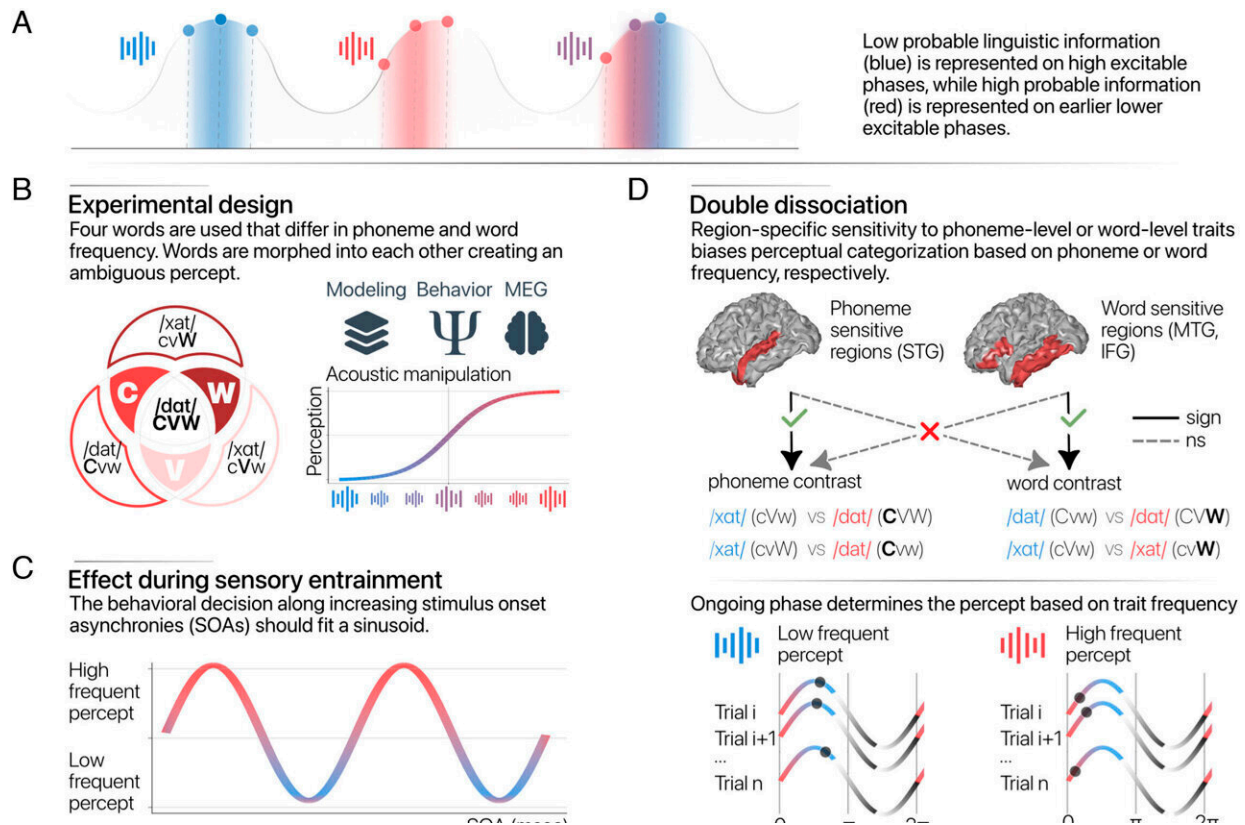 A
Low probable linguistic information
(blue) is represented on high excitable
phases, while high probable information
(red) is represented on earlier lower
excitable phases.
B
Experimental design
Four words are used that differ in phoneme and word
frequency. Words are morphed into each other creating an
ambiguous percept.
/xat/
cvW
C
W
/dɑt/
CVW
/dat/
Cvw
V
/xɑt/
cVw
Modeling
Behavior
MEG
Ψ
Acoustic manipulation
Perception
C
Effect during sensory entrainment
The behavioral decision along increasing stimulus onset
asynchronies (SOAs) should fit a sinusoid.
High
frequent
percept
Low
frequent
percept
D
Double dissociation
Region-specific sensitivity to phoneme-level or word-level traits
biases perceptual categorization based on phoneme or word
frequency, respectively.
Phoneme
sensitive
regions (STG)
Word sensitive
regions (MTG,
IFG)
sign
ns
phoneme contrast
/xɑt/ (cVw) vs /dɑt/ (CVW)
/xat/ (cvW) vs /dat/ (Cvw)
word contrast
/dat/ (Cvw) vs /dɑt/ (CVW)
/xɑt/ (cVw) vs /xat/ (cvW)
Ongoing phase determines the percept based on trait frequency
Low frequent
percept
Trial i
Trial i+1
...
Trial n
High frequent
percept
Trial i
Trial i+1
...
Trial n